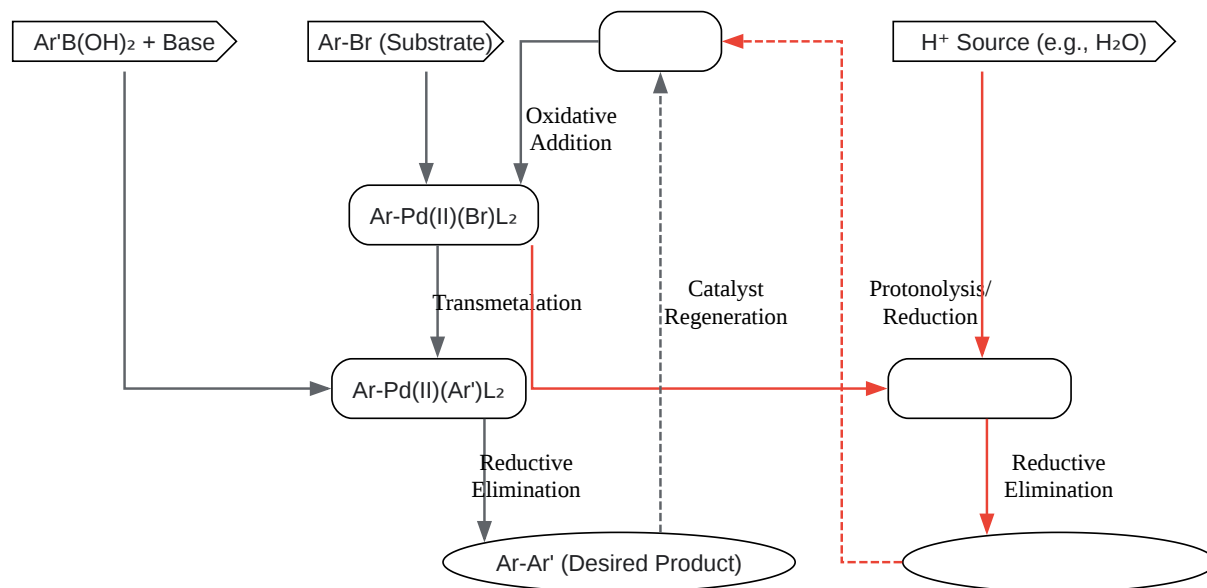 Ar'B(OH)₂ + Base
Ar-Br (Substrate)
H⁺ Source (e.g., H₂O)
Oxidative
Addition
Ar-Pd(II)(Br)L₂
Transmetalation
Catalyst
Regeneration
Protonolysis/
Reduction
Ar-Pd(II)(Ar')L₂
Reductive
Elimination
Reductive
Elimination
Ar-Ar' (Desired Product)